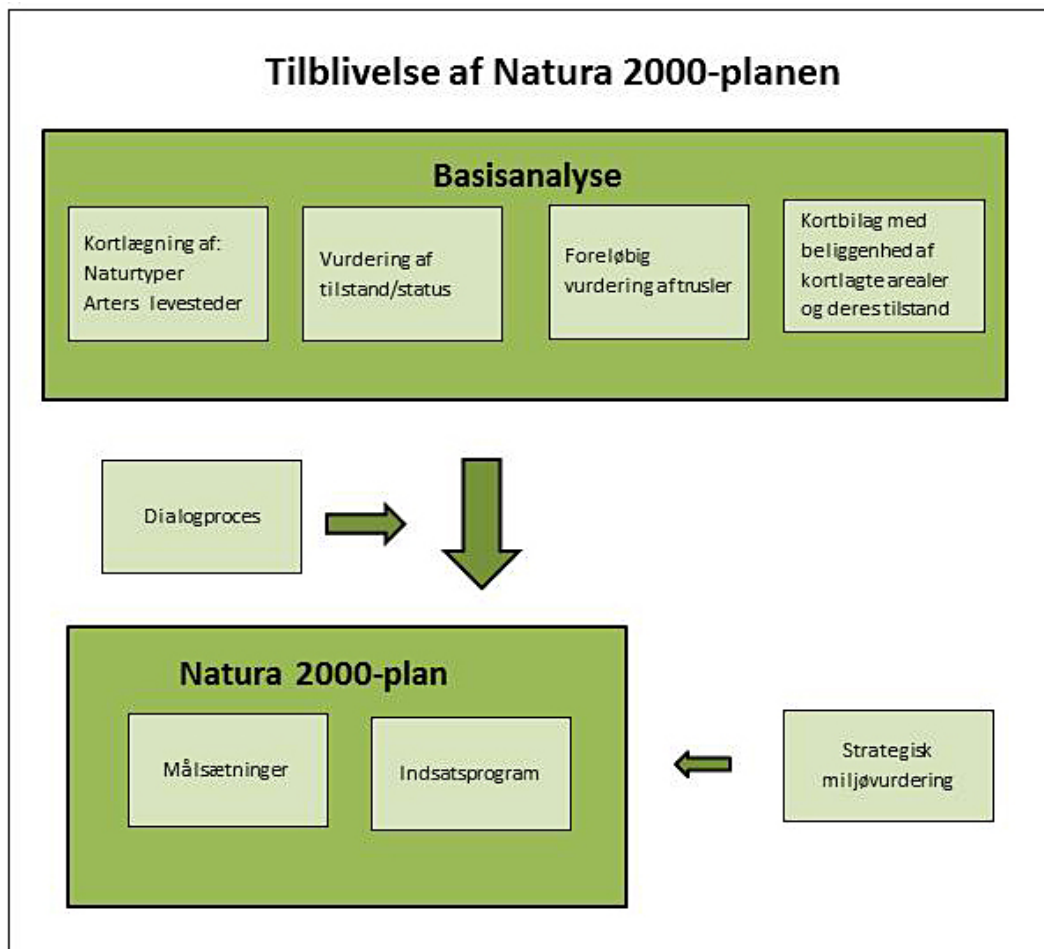 Tilblivelse af Natura 2000-planen
Basisanalyse
Kortlægning af:
Naturtyper
Arters levesteder
Vurdering af
tilstand/status
Foreløbig
vurdering af trusler
Kortbilag med
beliggenhed af
kortlagte arealer
og deres tilstand
Dialogproces
Natura 2000-plan
Målsætninger
Indsatsprogram
Strategisk
miljøvurdering